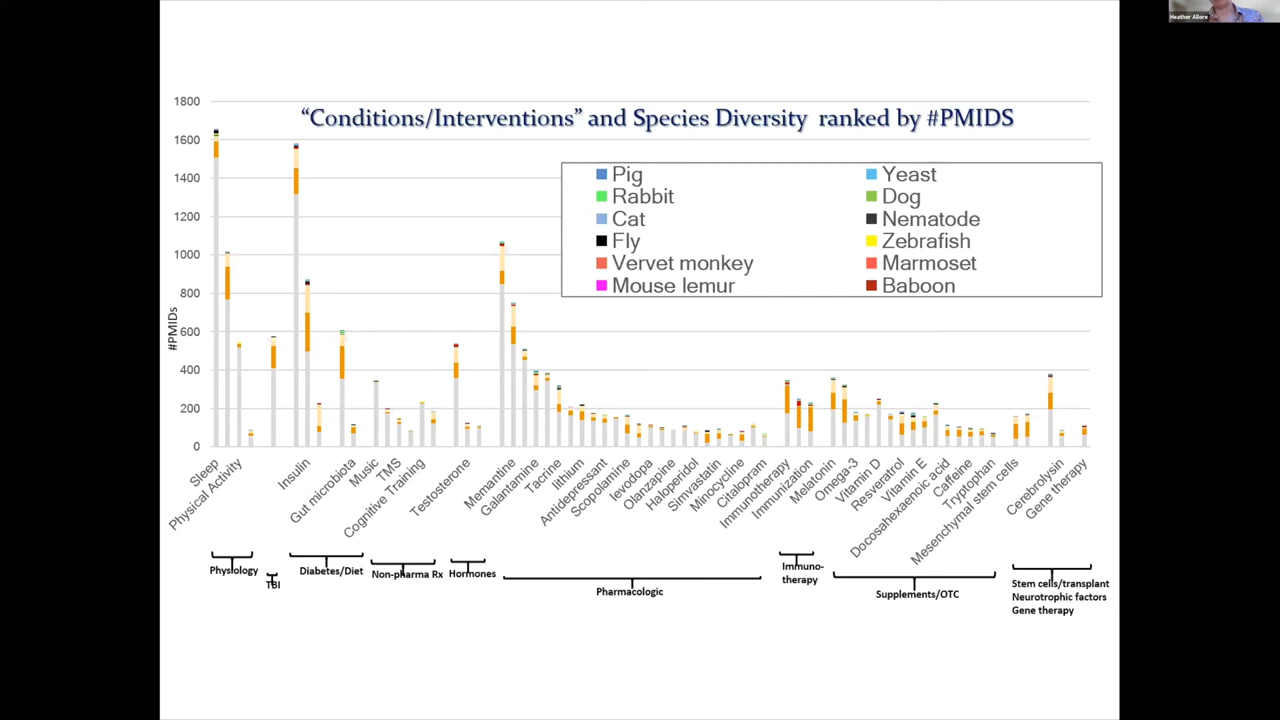 Heather Allore
“Conditions/Interventions” and Species Diversity ranked by #PMIDS
1800
1600
1400
1200
1000
800
600
400
200
0
#PMIDs
Pig
Yeast
Rabbit
Dog
Cat
Nematode
Fly
Zebrafish
Vervet monkey
Marmoset
Mouse lemur
Baboon
Sleep
Physical Activity
Insulin
Gut microbiota
Music
TMS
Cognitive Training
Testosterone
Memantine
Galantamine
Tacrine
lithium
Antidepressant
Scopolamine
levodopa
Olanzapine
Haloperidol
Simvastatin
Minocycline
Citalopram
Immunotherapy
Immunization
Melatonin
Omega-3
Vitamin D
Resveratrol
Vitamin E
Docosahexaenoic acid
Caffeine
Tryptophan
Mesenchymal stem cells
Cerebrolysin
Gene therapy
Physiology
TBI
Diabetes/Diet
Non-pharma Rx
Hormones
Pharmacologic
Immuno-
therapy
Supplements/OTC
Stem cells/transplant
Neurotrophic factors
Gene therapy